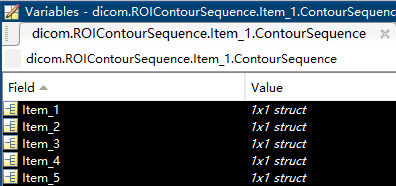 Variables - dicom.ROIContourSequence.Item_1.ContourSequenc
dicom.ROIContourSequence.Item_1.ContourSequence
dicom.ROIContourSequence.Item_1.ContourSequence
Field Value
Item_1 1x1 struct
Item_2 1x1 struct
Item_3 1x1 struct
Item_4 1x1 struct
Item_5 1x1 struct